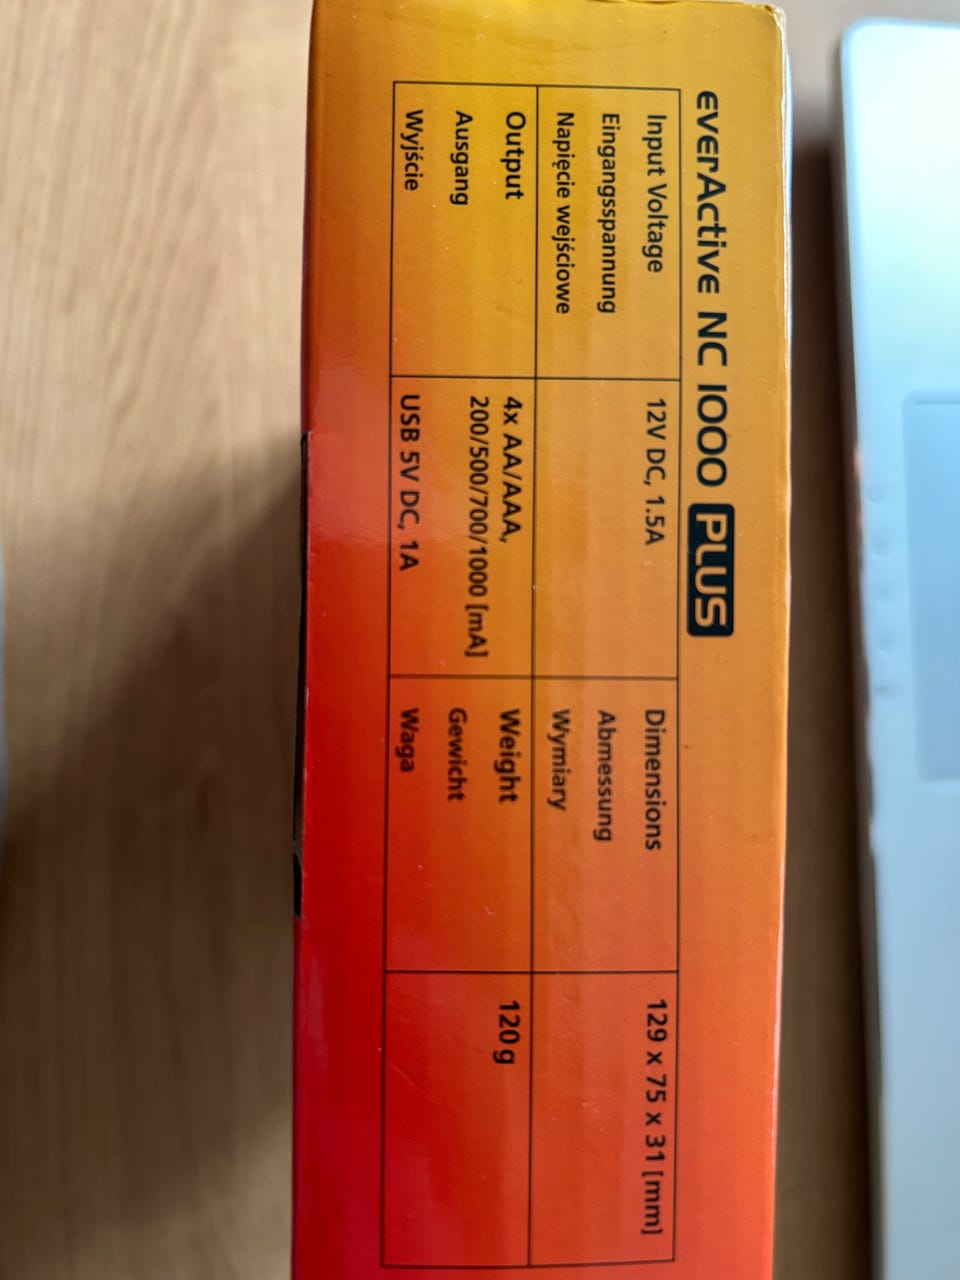 everActive NC 1000 PLUS
Input Voltage
Eingangsspannung
Napięcie wejściowe
12V DC, 1.5A
Dimensions
Abmessung
Wymiary
129 x 75 x 31 [mm]
Output
Ausgang
Wyjście
4x AA/AAA,
200/500/700/1000 [mA]
USB 5V DC, 1A
Weight
Gewicht
Waga
120g